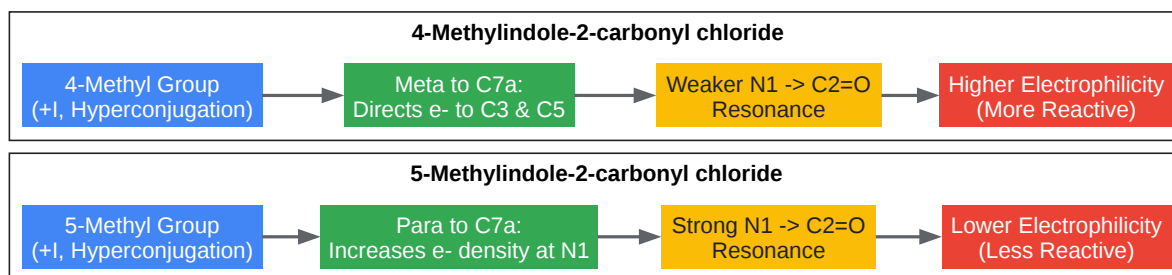 4-Methylindole-2-carbonyl chloride
4-Methyl Group
(+I, Hyperconjugation)
Meta to C7a:
Directs e- to C3 & C5
Weaker N1 -> C2=O
Resonance
Higher Electrophilicity
(More Reactive)
5-Methylindole-2-carbonyl chloride
5-Methyl Group
(+I, Hyperconjugation)
Para to C7a:
Increases e- density at N1
Strong N1 -> C2=O
Resonance
Lower Electrophilicity
(Less Reactive)